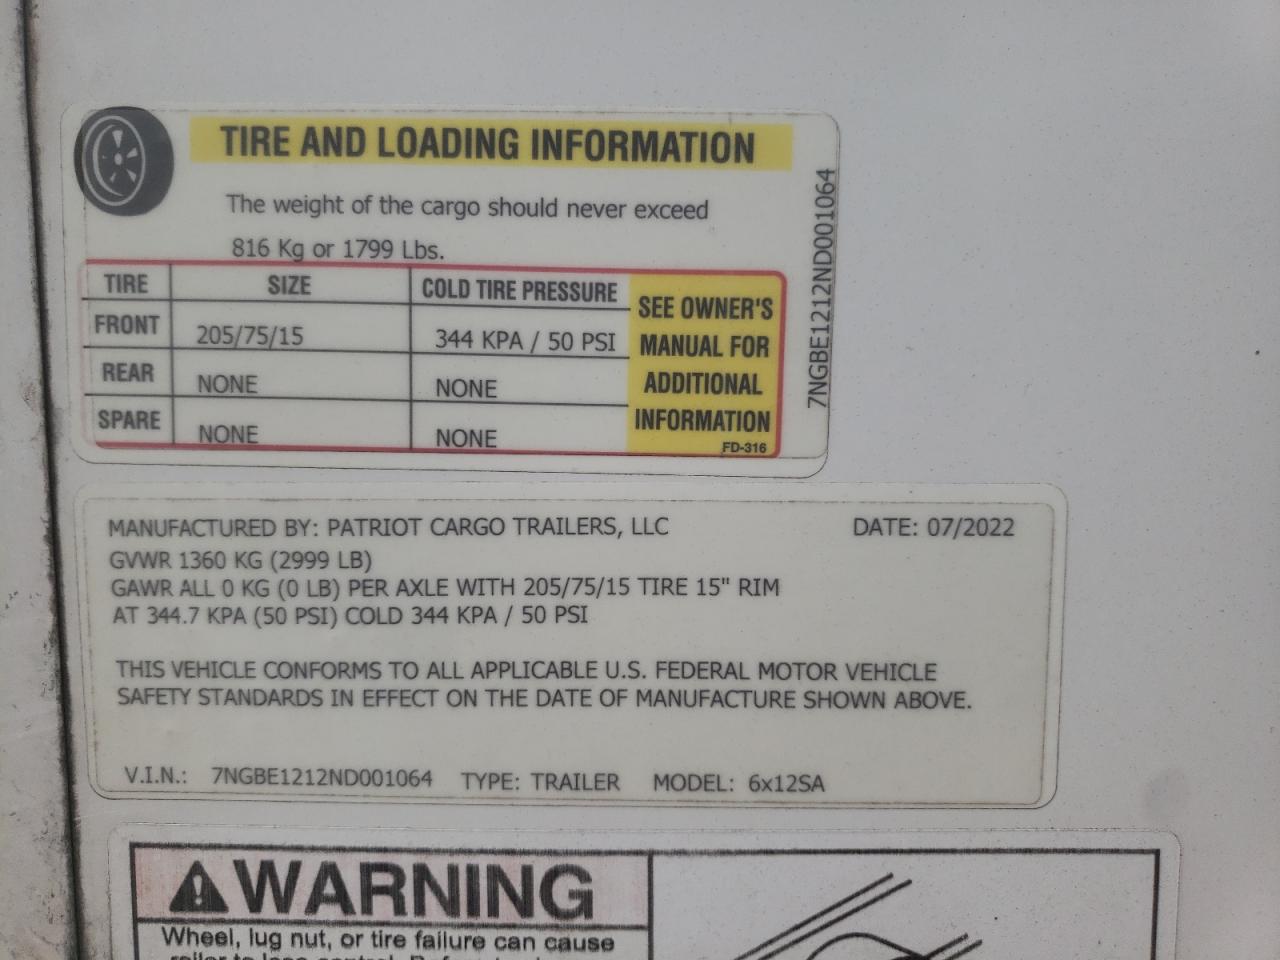 TIRE AND LOADING INFORMATION
The weight of the cargo should never exceed
816 Kg or 1799 Lbs.
TIRE SIZE COLD TIRE PRESSURE
FRONT 205/75/15 344 KPA / 50 PSI
REAR NONE NONE
SPARE NONE NONE
SEE OWNER'S
MANUAL FOR
ADDITIONAL
INFORMATION
FD-316
7NGBE1212ND001064
MANUFACTURED BY: PATRIOT CARGO TRAILERS, LLC DATE: 07/2022
GVWR 1360 KG (2999 LB)
GAWR ALL 0 KG (0 LB) PER AXLE WITH 205/75/15 TIRE 15" RIM
AT 344.7 KPA (50 PSI) COLD 344 KPA / 50 PSI
THIS VEHICLE CONFORMS TO ALL APPLICABLE U.S. FEDERAL MOTOR VEHICLE
SAFETY STANDARDS IN EFFECT ON THE DATE OF MANUFACTURE SHOWN ABOVE.
V.I.N.: 7NGBE1212ND001064 TYPE: TRAILER MODEL: 6x12SA
WARNING
Wheel, lug nut, or tire failure can cause